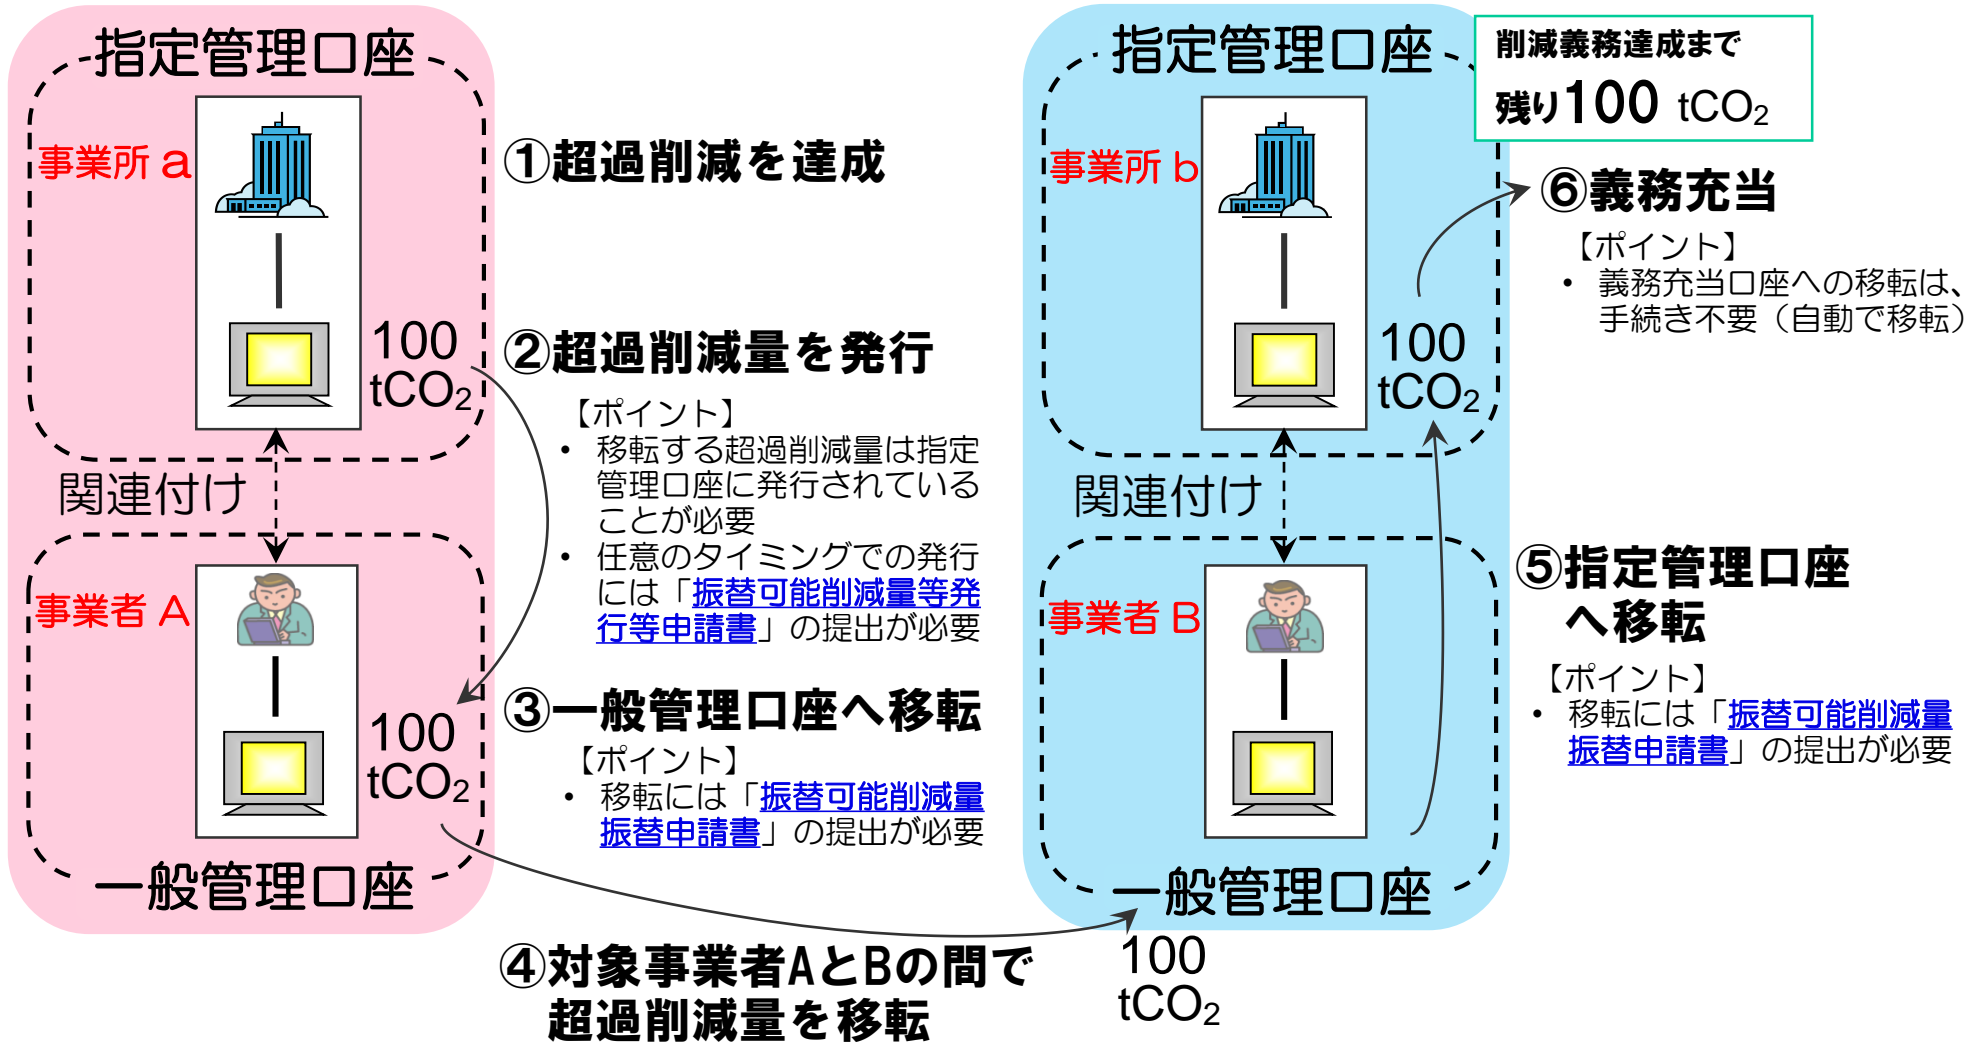 指定管理口座
事業所 a
100
tCO2
関連付け
事業者 A
100
tCO2
一般管理口座
①超過削減を達成
②超過削減量を発行
【ポイント】
• 移転する超過削減量は指定
管理口座に発行されている
ことが必要
• 任意のタイミングでの発行
には「振替可能削減量等発
行等申請書」の提出が必要
③一般管理口座へ移転
【ポイント】
• 移転には「振替可能削減量
振替申請書」の提出が必要
④対象事業者AとBの間で
超過削減量を移転
指定管理口座
事業所 b
100
tCO2
関連付け
事業者 B
一般管理口座
100
tCO2
削減義務達成まで
残り100 tCO2
⑥義務充当
【ポイント】
• 義務充当口座への移転は、
手続き不要（自動で移転）
⑤指定管理口座
へ移転
【ポイント】
• 移転には「振替可能削減量
振替申請書」の提出が必要